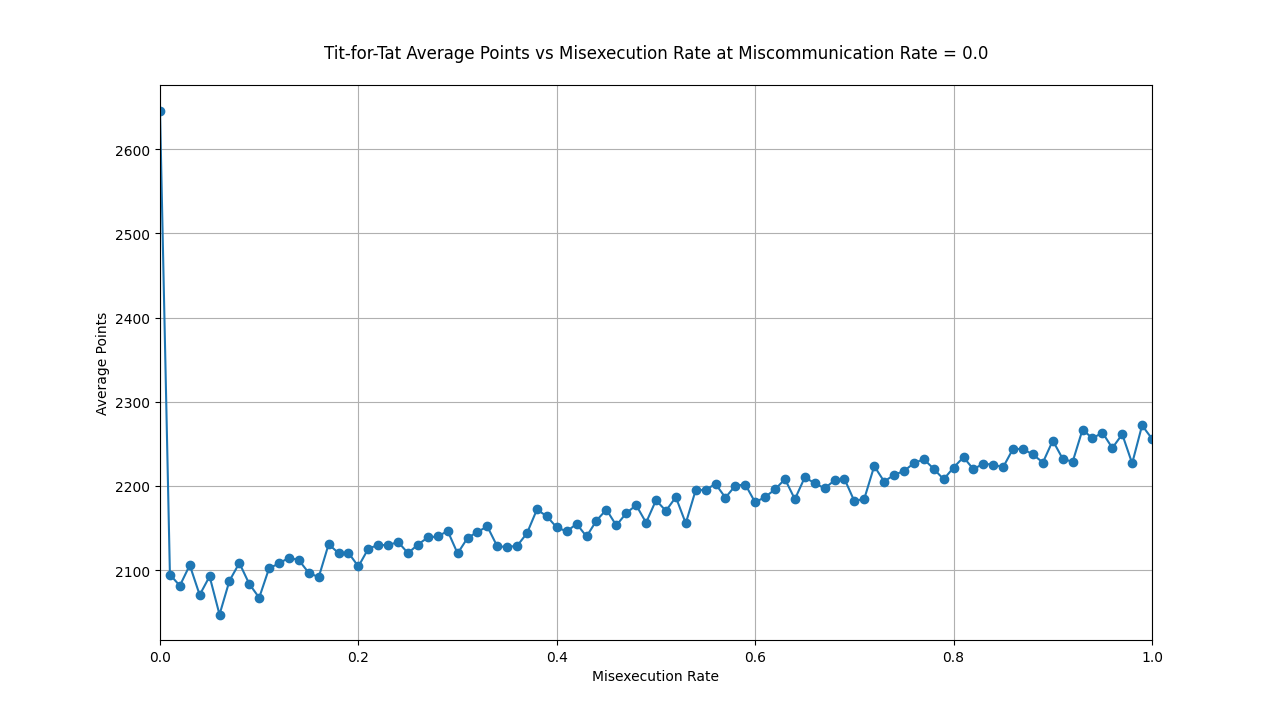 Tit-for-Tat Average Points vs Misexecution Rate at Miscommunication Rate = 0.0
2600
2500
2400
2300
2200
2100
Average Points
0.0 0.2 0.4 0.6 0.8 1.0
Misexecution Rate